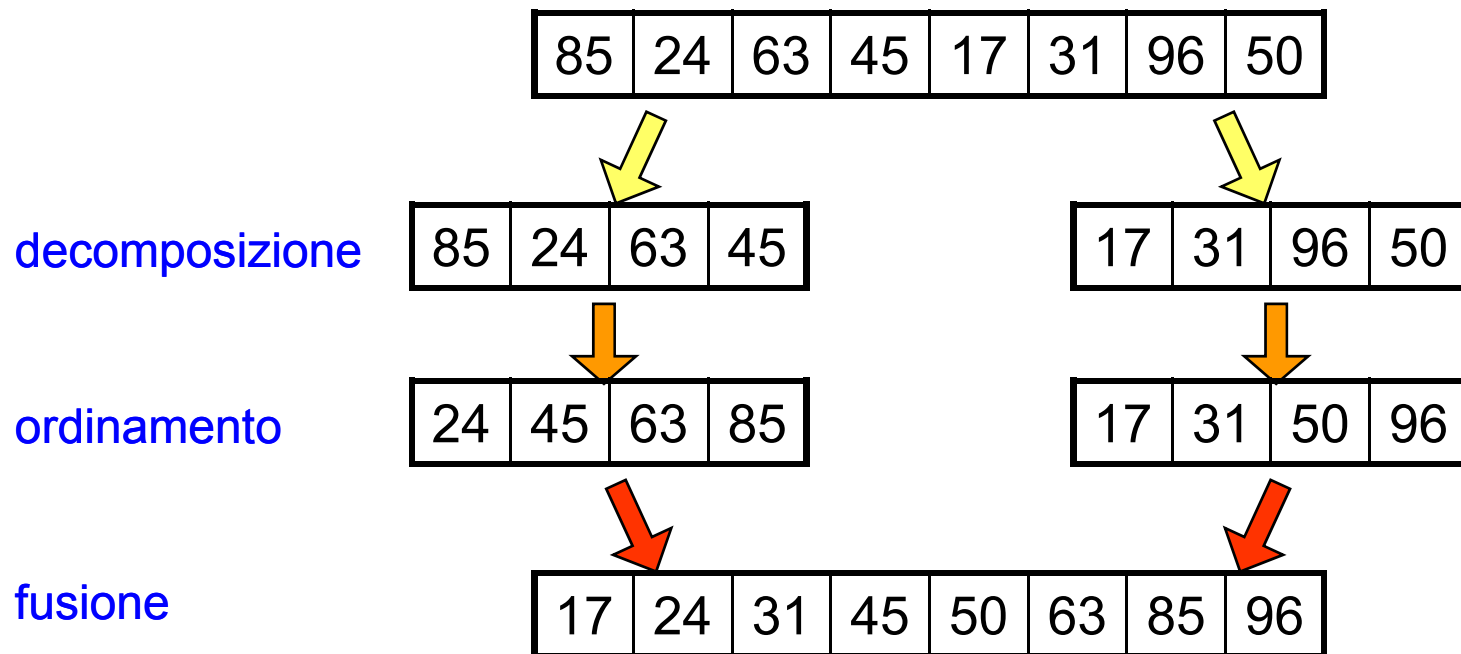 85 24 63 45 17 31 96 50
decomposizione 85 24 63 45 17 31 96 50
ordinamento 24 45 63 85 17 31 50 96
fusione 17 24 31 45 50 63 85 96